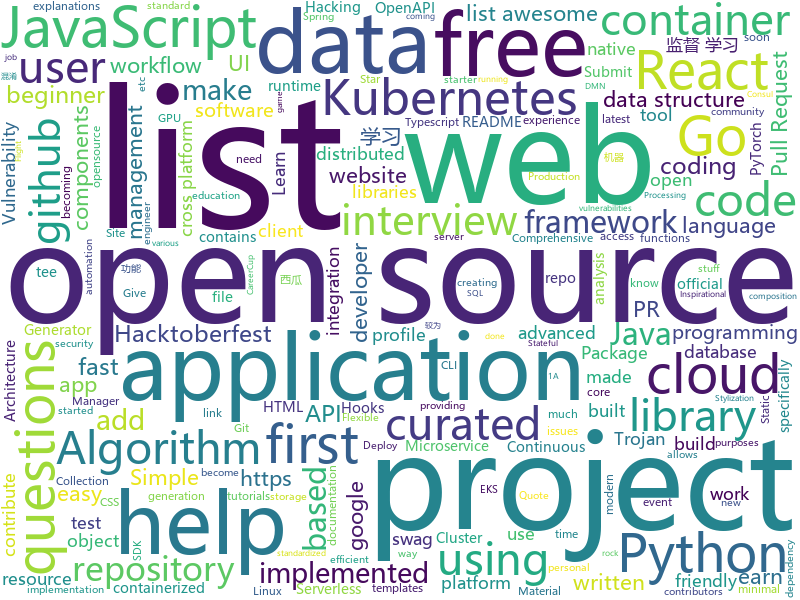 job
explanations
standard
Spring
Hacking
OpenAPI
list awesome
container
JavaScript
data
free
coming
native
监督 学习
混淆
user
workflow
UI
runtime
Star
starter
running
Submit
DMN
React
soon
etc
make
Kubernetes
beginner
GPU
software
README
experience
game
data structure
latest
community
Consul
list
web
学习
Typescript
tool
Go
Vulnerability
github
components
opensource
becoming
management
cross platform
need
Learn
distributed
website
libraries
coding
PyTorch
Pull Request
机器
Production
open
code
engineer
education
client
interview
framework
language
Processing
vulnerabilities
Site
various
contains
server
Comprehensive
access
functions
open source
tee
automation
功能
Give
CareerCup
西瓜
integration
developer
analysis
repo
know
stuff
official
creating
SQL
Inspirational
composition
file
Architecture
Generator
security
Hacktoberfest
profile
advanced
Java
programming
PR
questions
fast
application
较为
Stateful
CLI
done
Package
database
cloud
app
Manager
started
link
HTML
Hooks
providing
1A
core
made
Static
Stylization
specifically
add
Git
Flexible
API
curated
much
built
library
Algorithm
first
Deploy
Microservice
Continuous
issues
Trojan
build
purposes
allows
contribute
Simple
https
based
documentation
google
project
work
easy
Collection
become
generation
tutorials
storage
EKS
Quote
modern
event
new
CSS
test
help
swag
Cluster
use
time
personal
Serverless
templates
object
SDK
standardized
Python
friendly
earn
resource
repository
implemented
using
platform
written
contributors
minimal
dependency
implementation
containerized
Linux
efficient
way
Material
rock